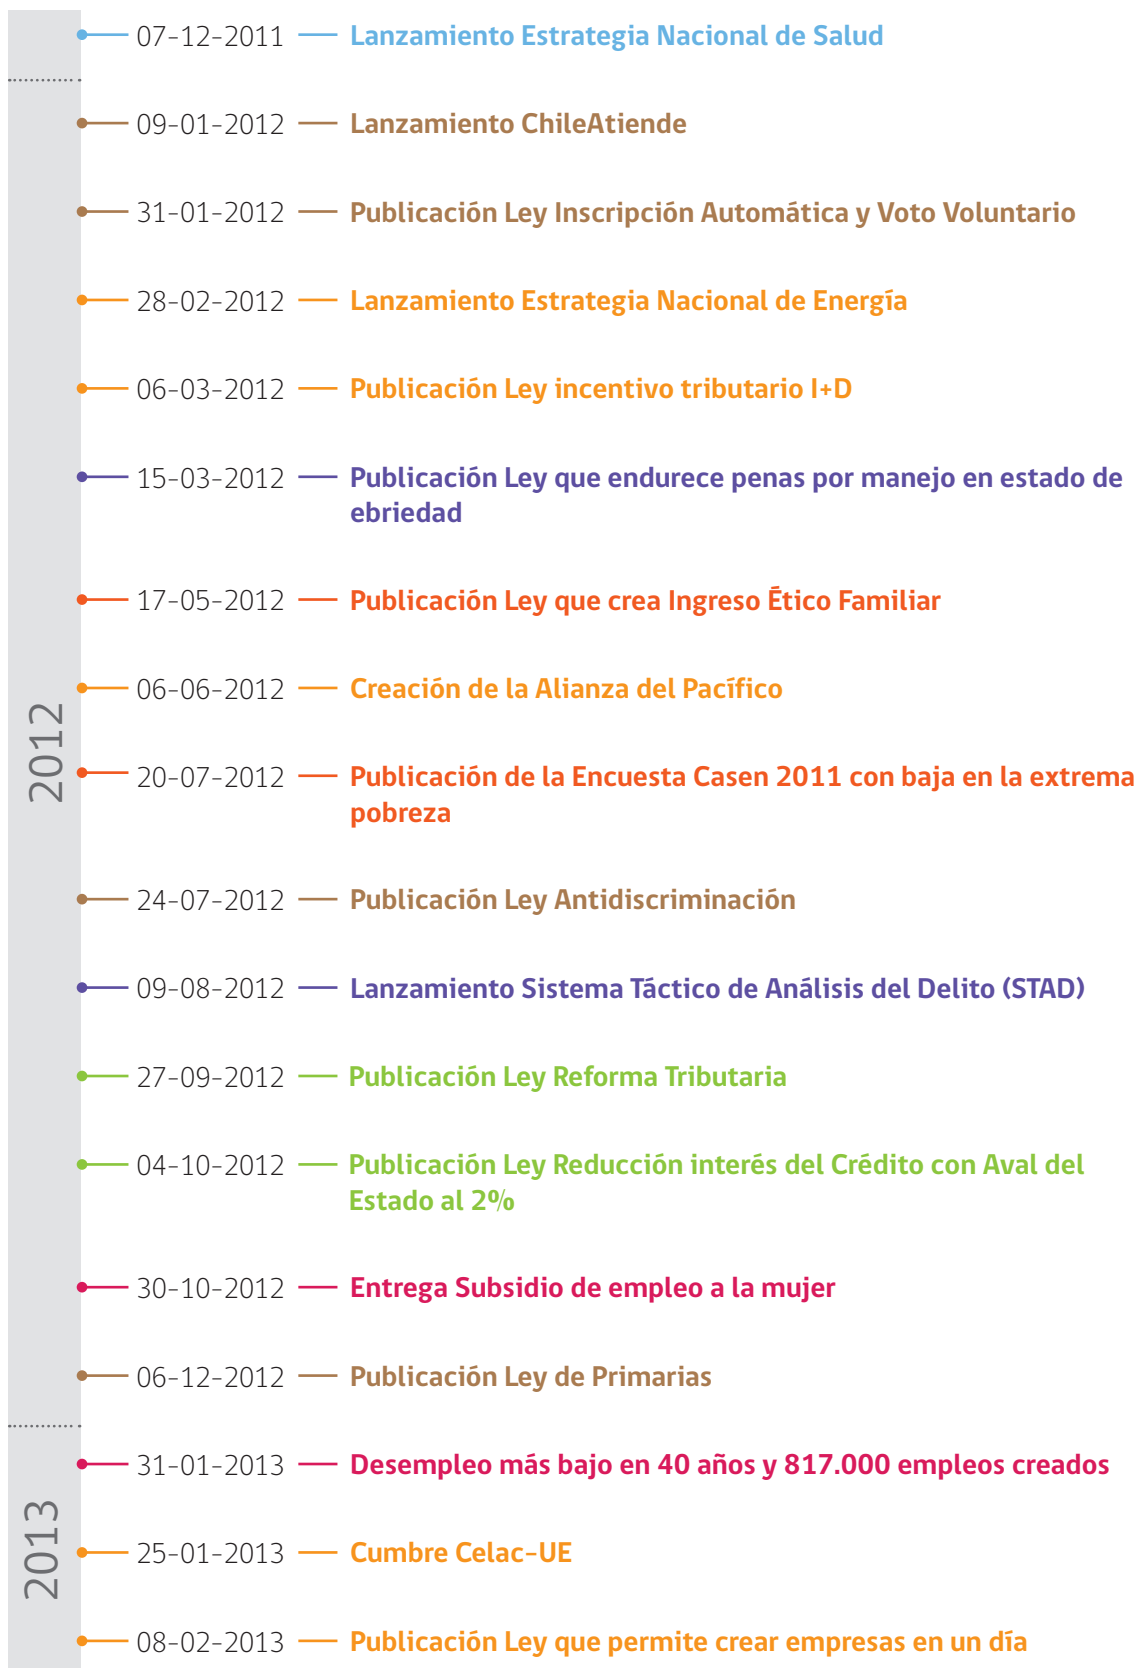 07-12-2011 Lanzamiento Estrategia Nacional de Salud
2012
09-01-2012 Lanzamiento ChileAtiende
31-01-2012 Publicación Ley Inscripción Automática y Voto Voluntario
28-02-2012 Lanzamiento Estrategia Nacional de Energía
06-03-2012 Publicación Ley incentivo tributario I+D
15-03-2012 Publicación Ley que endurece penas por manejo en estado de
ebriedad
17-05-2012 Publicación Ley que crea Ingreso Ético Familiar
06-06-2012 Creación de la Alianza del Pacífico
20-07-2012 Publicación de la Encuesta Casen 2011 con baja en la extrema
pobreza
24-07-2012 Publicación Ley Antidiscriminación
09-08-2012 Lanzamiento Sistema Táctico de Análisis del Delito (STAD)
27-09-2012 Publicación Ley Reforma Tributaria
04-10-2012 Publicación Ley Reducción interés del Crédito con Aval del
Estado al 2%
30-10-2012 Entrega Subsidio de empleo a la mujer
06-12-2012 Publicación Ley de Primarias
2013
31-01-2013 Desempleo más bajo en 40 años y 817.000 empleos creados
25-01-2013 Cumbre Celac-UE
08-02-2013 Publicación Ley que permite crear empresas en un día